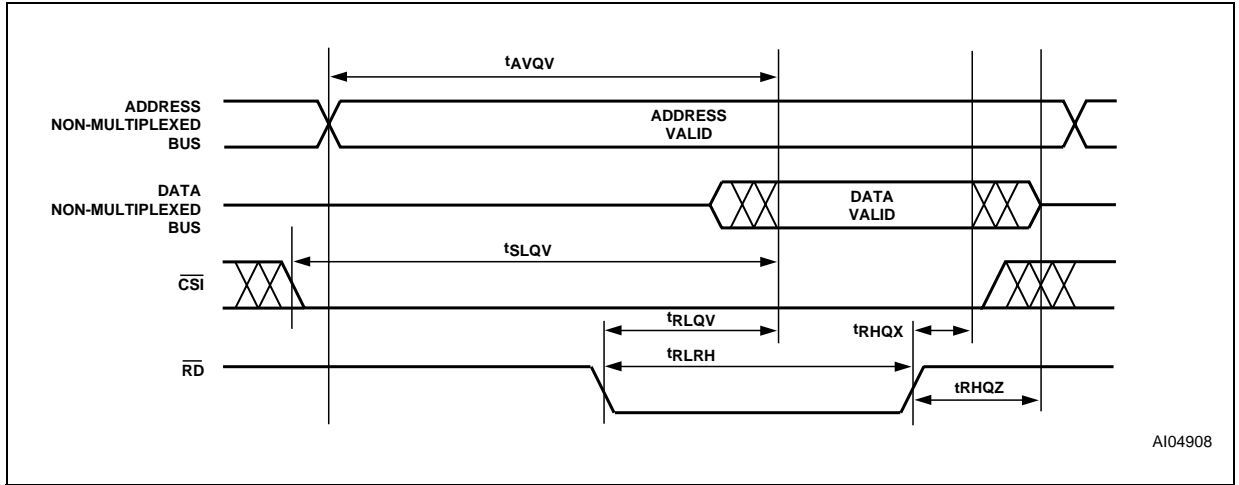 tAVQV
ADDRESS
NON-MULTIPLEXED
BUS
ADDRESS
VALID
DATA
NON-MULTIPLEXED
BUS
DATA
VALID
tSLQV
CSI
tRLQV
tRHQX
tRLRH
RD
tRHQZ
AI04908